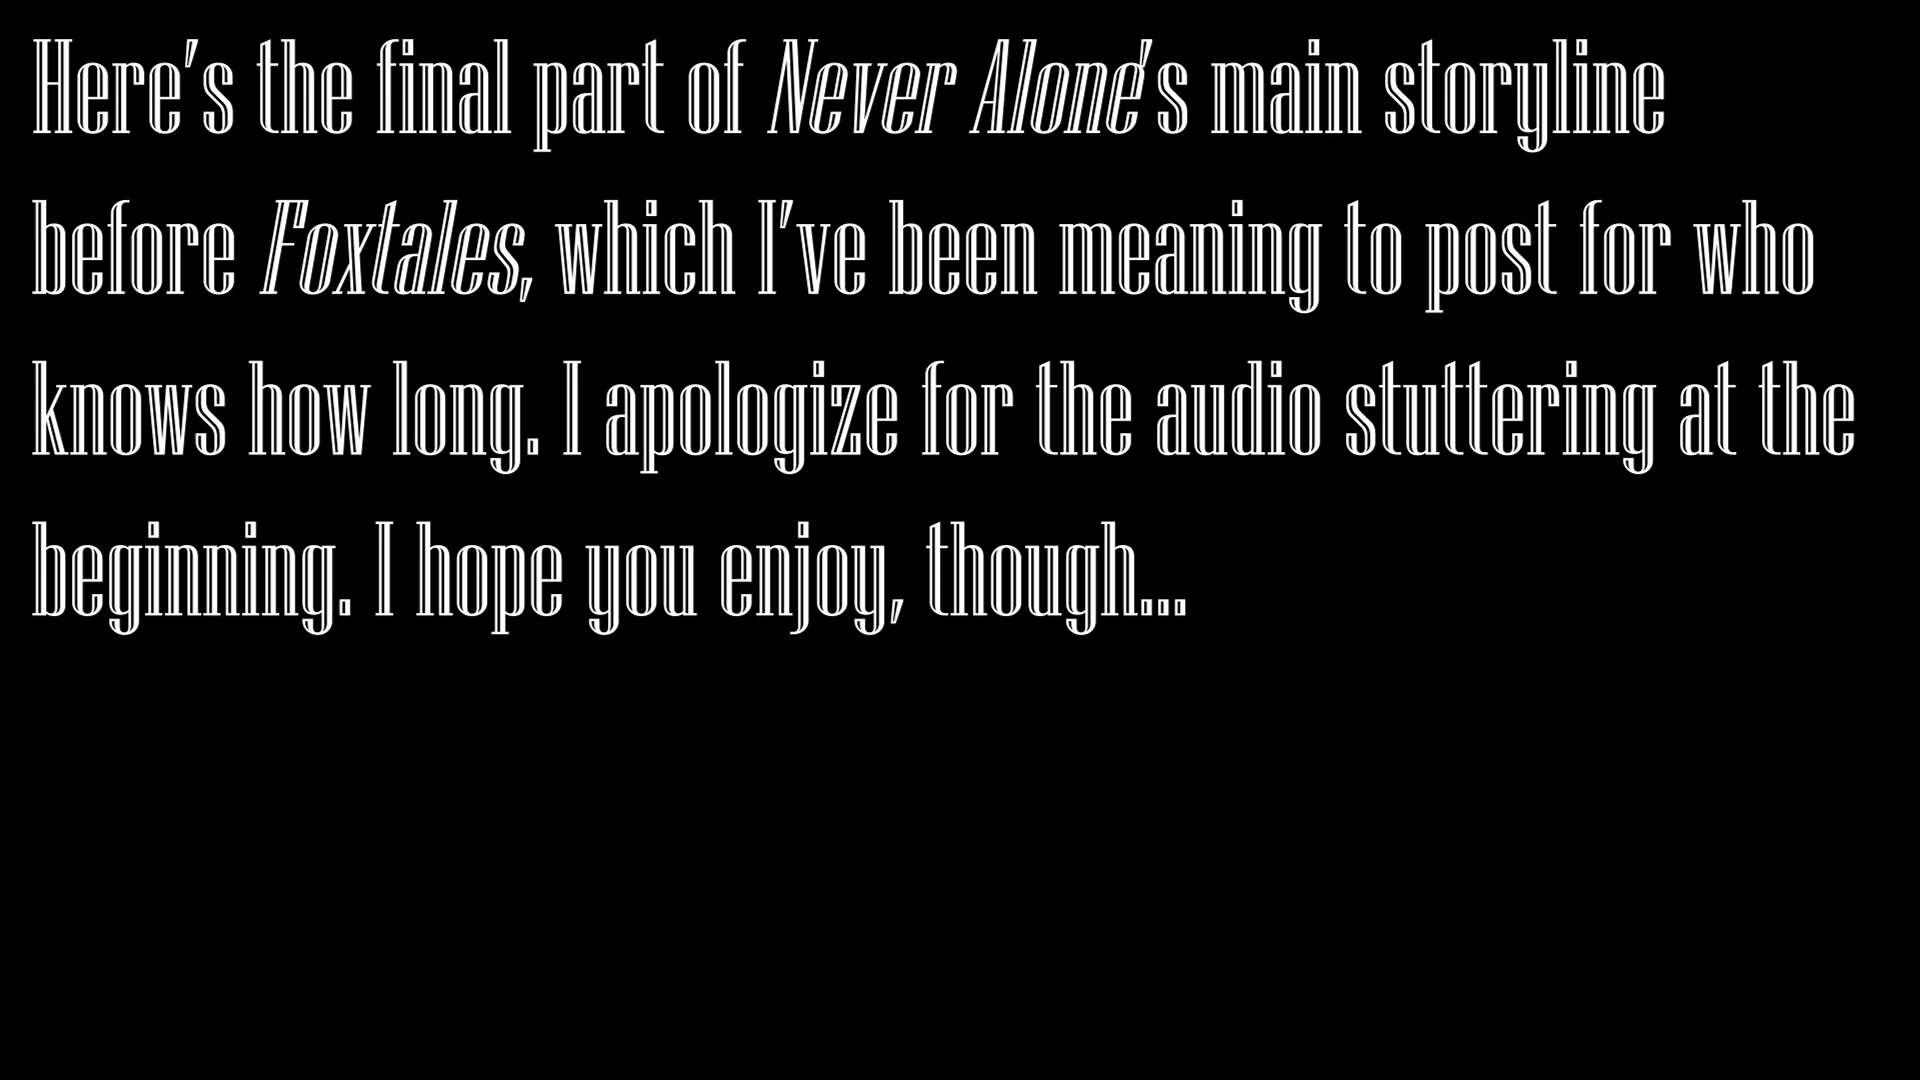 Here's the final part of Never Alone's main storyline
before Foxtales, which I've been meaning to post for who
knows how long. I apologize for the audio stuttering at the
beginning. I hope you enjoy, though...